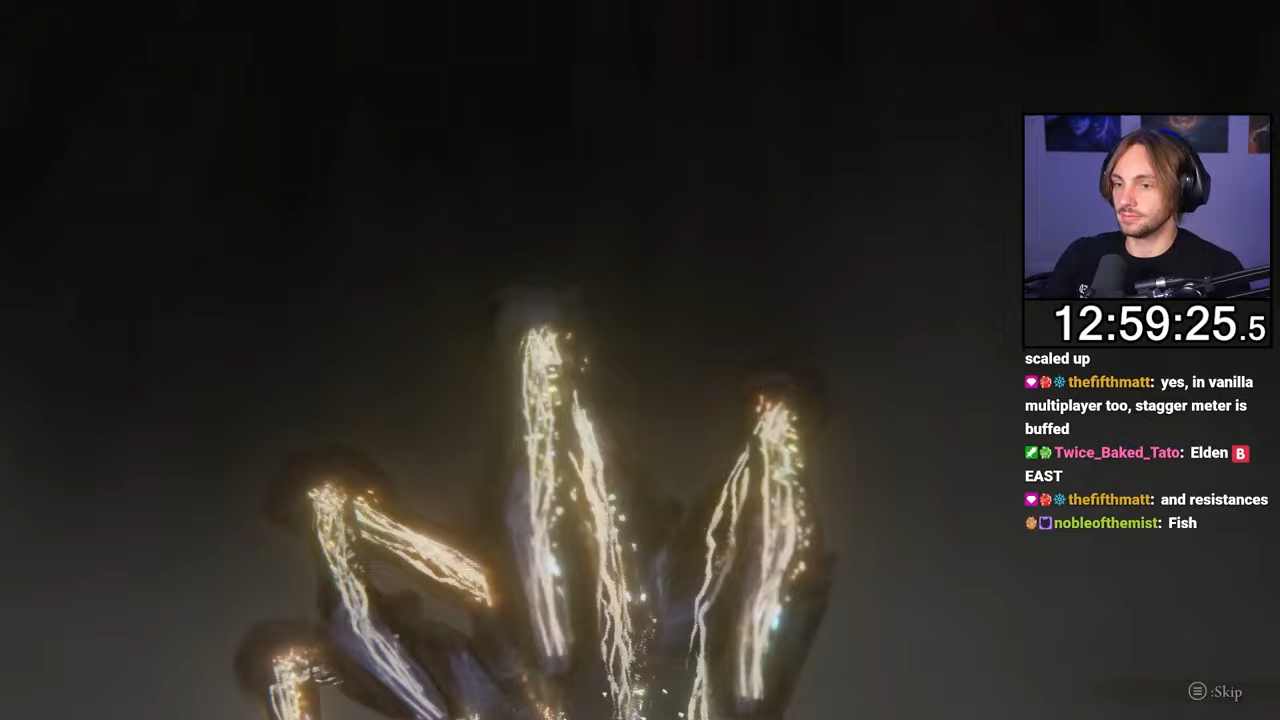 12:59:25.5
scaled up
thefifthmatt: yes, in vanilla
multiplayer too, stagger meter is
buffed
Twice_Baked_Tato: Elden B
EAST
thefifthmatt: and resistances
nobleofthemist: Fish
:Skip